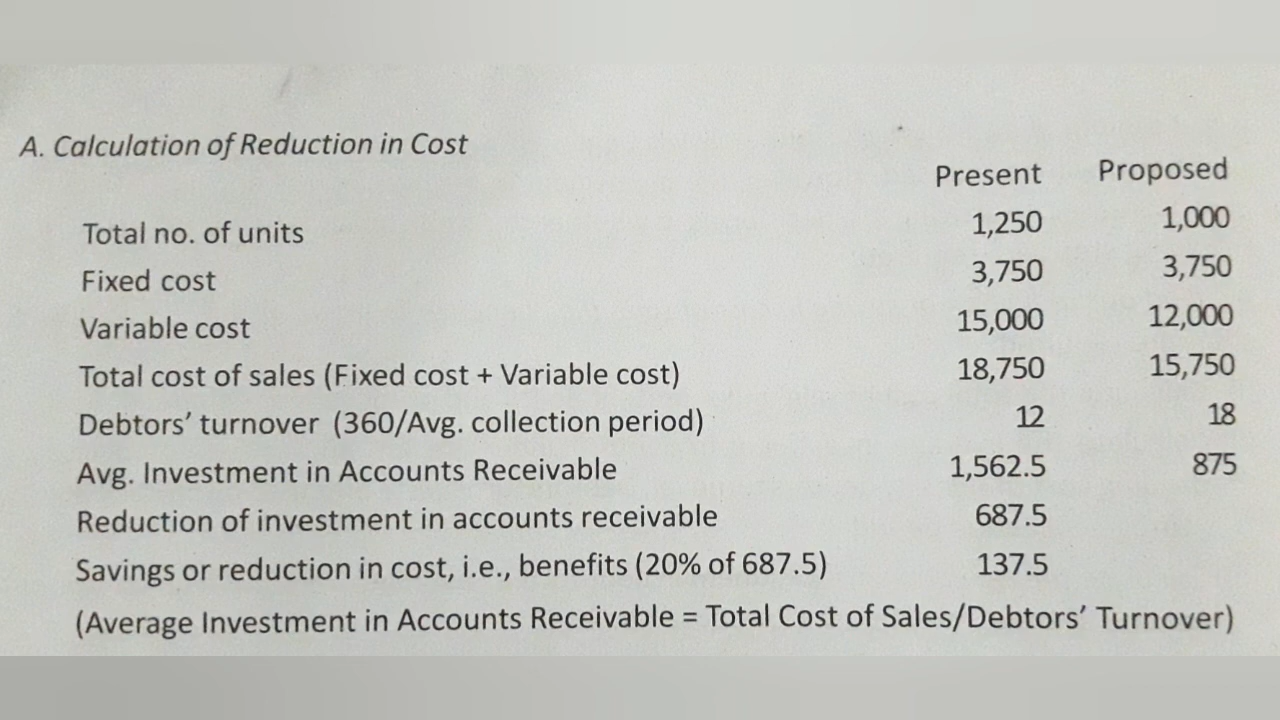 A. Calculation of Reduction in Cost
Present Proposed
Total no. of units 1,250 1,000
Fixed cost 3,750 3,750
Variable cost 15,000 12,000
Total cost of sales (Fixed cost + Variable cost) 18,750 15,750
Debtors' turnover (360/Avg. collection period) 12 18
Avg. Investment in Accounts Receivable 1,562.5 875
Reduction of investment in accounts receivable 687.5
Savings or reduction in cost, i.e., benefits (20% of 687.5) 137.5
(Average Investment in Accounts Receivable = Total Cost of Sales/Debtors' Turnover)